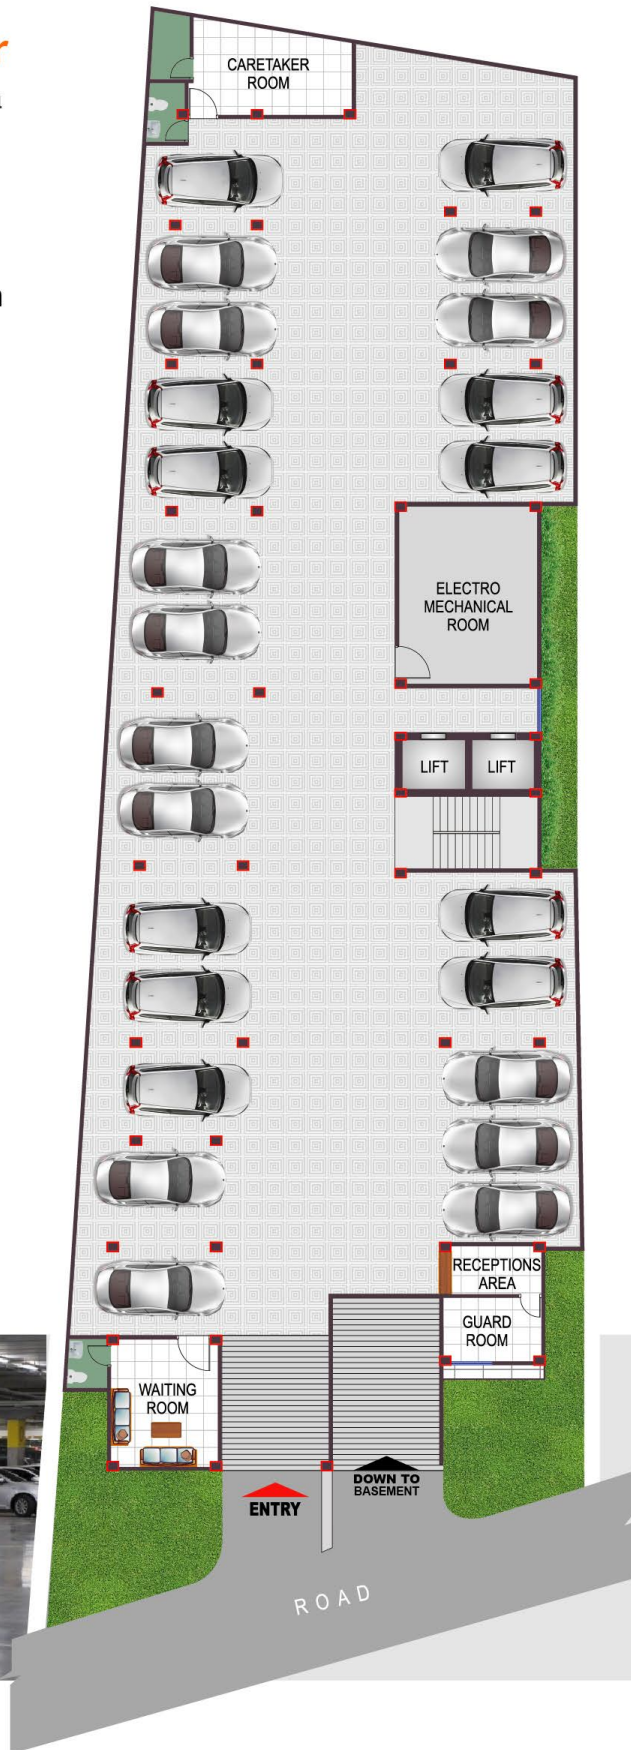 CARETAKER
ROOM
ELECTRO
MECHANICAL
ROOM
LIFT
LIFT
RECEPTIONS
AREA
GUARD
ROOM
WAITING
ROOM
ENTRY
DOWN TO
BASEMENT
ROAD